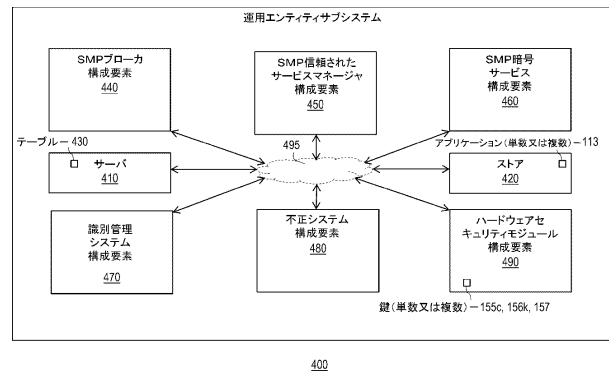 運用エンティティサブシステム
SMPブローカ
構成要素
440
SMP信頼された
サービスマネージャ
構成要素
450
SMP暗号
サービス
構成要素
460
テーブル－430
サーバ
410
495
アプリケーション(単数又は複数)－113
ストア
420
識別管理
システム
構成要素
470
不正システム
構成要素
480
ハードウェアセ
キュリティモジュール
構成要素
490
鍵(単数又は複数)－155c, 156k, 157
400